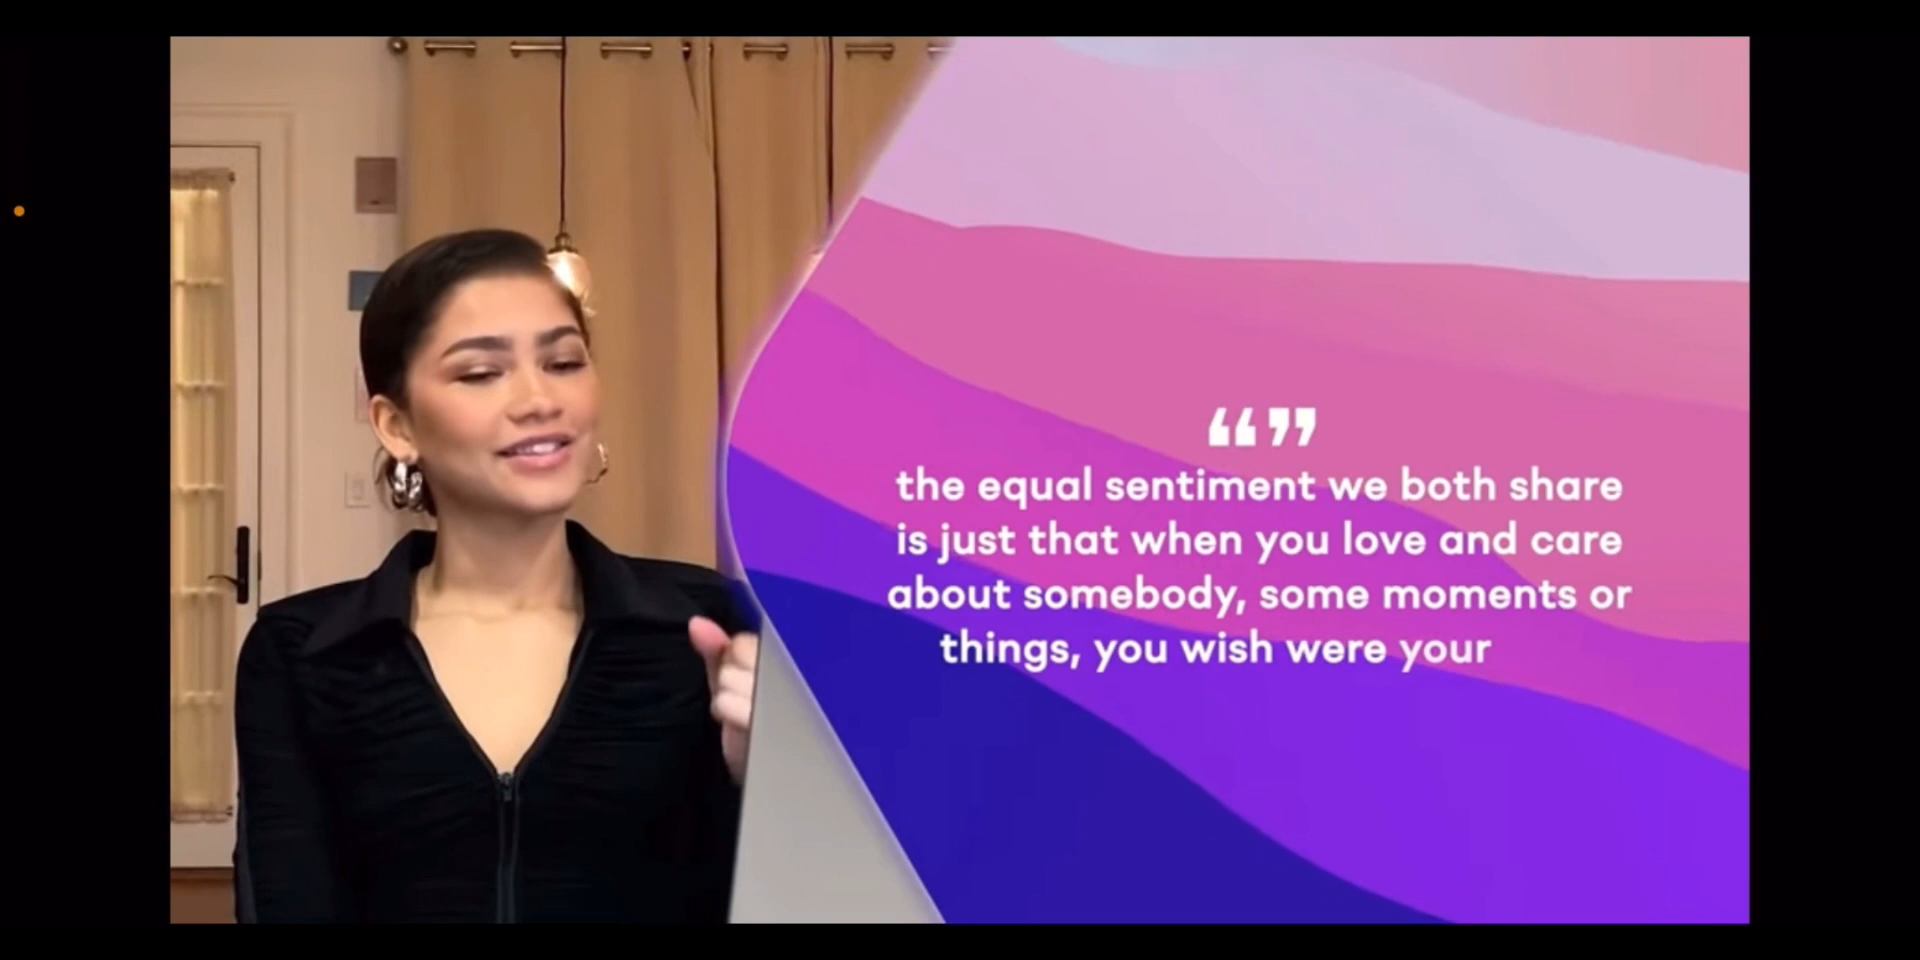 “”
the equal sentiment we both share
is just that when you love and care
about somebody, some moments or
things, you wish were your